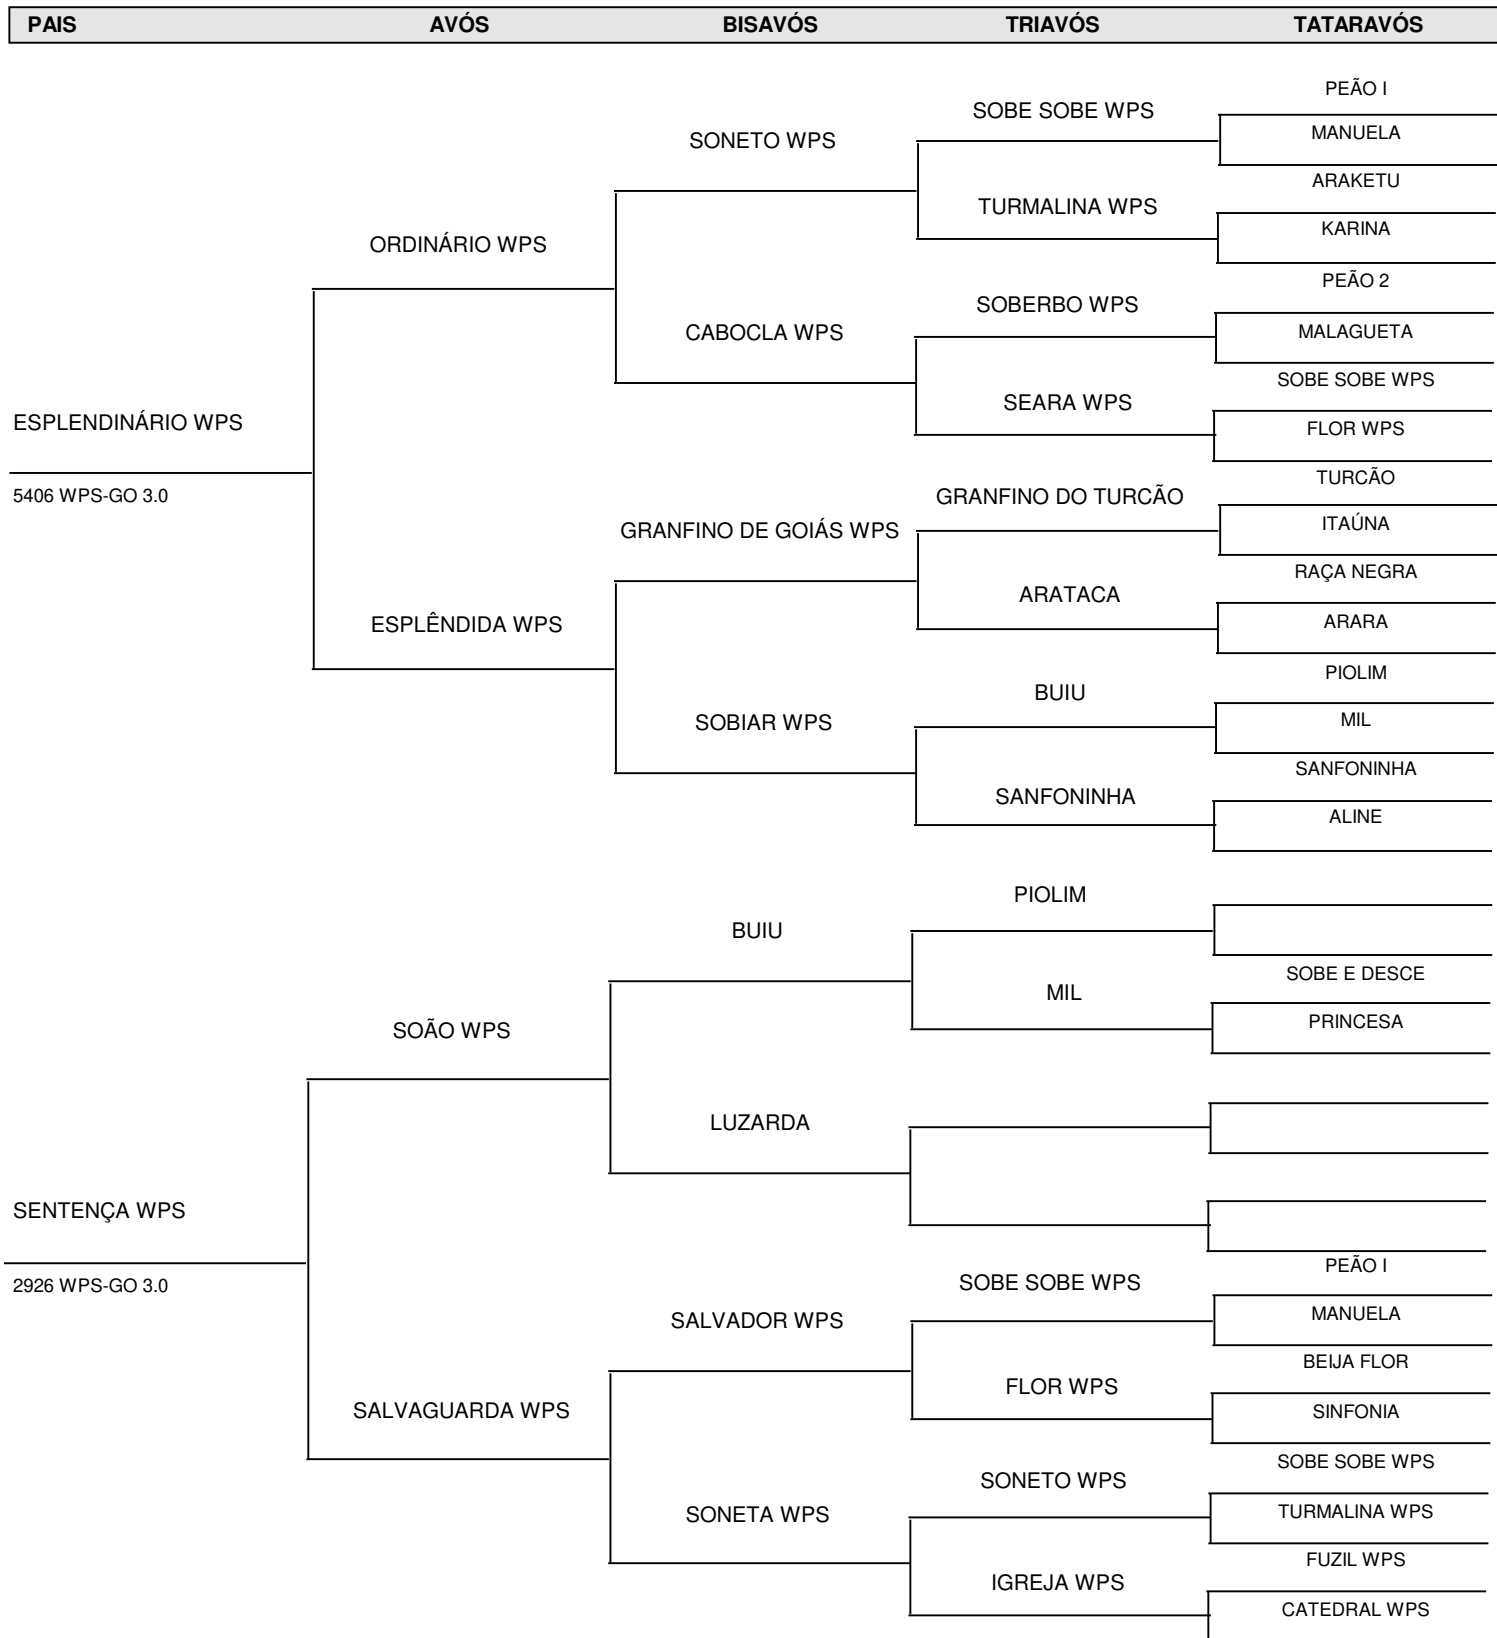 PAIS AVÓS BISAVÓS TRIAVÓS TATARAVÓS
PEÃO I
SOBE SOBE WPS
MANUELA
SONETO WPS
ARAKETU
TURMALINA WPS
KARINA
ORDINÁRIO WPS
PEÃO 2
SOBERBO WPS
MALAGUETA
CABOCLA WPS
SOBE SOBE WPS
SEARA WPS
FLOR WPS
ESPLENDINÁRIO WPS
5406 WPS-GO 3.0
TURCÃO
GRANFINO DO TURCÃO
ITAÚNA
GRANFINO DE GOIÁS WPS
RAÇA NEGRA
ARATACA
ARARA
ESPLÊNDIDA WPS
PIOLIM
BUIU
MIL
SOBIAR WPS
SANFONINHA
SANFONINHA
ALINE
PIOLIM
BUIU
SOBE E DESCE
MIL
PRINCESA
SOÃO WPS
LUZARDA
SENTENÇA WPS
2926 WPS-GO 3.0
PEÃO I
SOBE SOBE WPS
MANUELA
SALVADOR WPS
BEIJA FLOR
FLOR WPS
SINFONIA
SALVAGUARDA WPS
SOBE SOBE WPS
SONETO WPS
TURMALINA WPS
SONETA WPS
FUZIL WPS
IGREJA WPS
CATEDRAL WPS